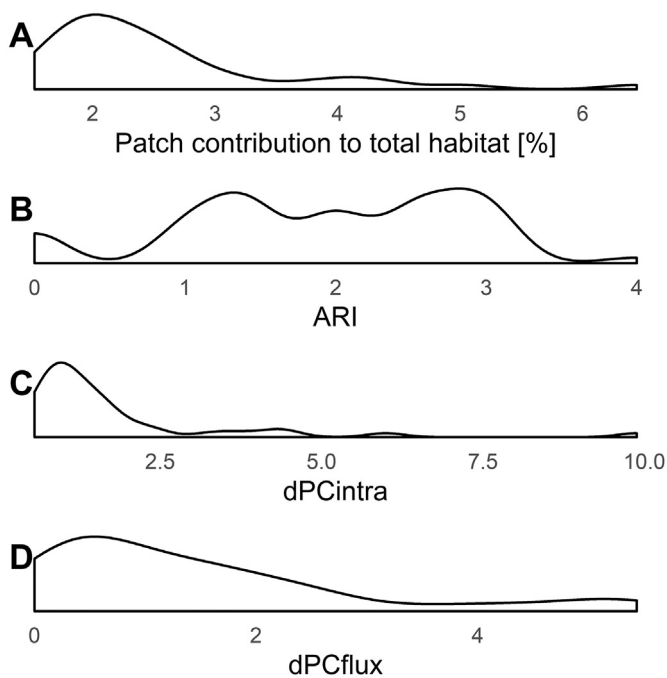 A
2 3 4 5 6
Patch contribution to total habitat [%]
B
0 1 2 3 4
ARI
C
2.5 5.0 7.5 10.0
dPCintra
D
0 2 4
dPCflux